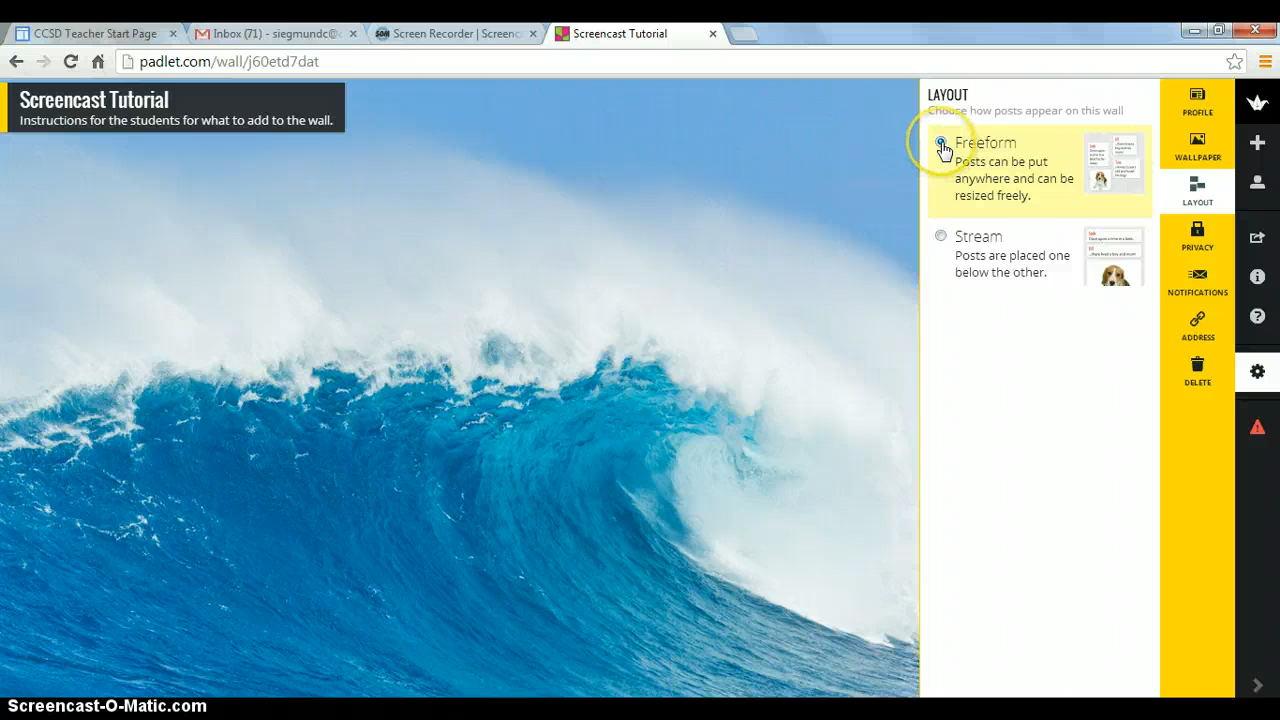 CCSD Teacher Start Page
Inbox (71) - siegmundc@
Screen Recorder | Screenc
Screencast Tutorial
padlet.com/wall/j60etd7dat
Screencast Tutorial
Instructions for the students for what to add to the wall.
LAYOUT
Choose how posts appear on this wall
Freeform
Posts can be put
anywhere and can be
resized freely.
Stream
Posts are placed one
below the other.
PROFILE
WALLPAPER
LAYOUT
PRIVACY
NOTIFICATIONS
ADDRESS
DELETE
Screencast-O-Matic.com